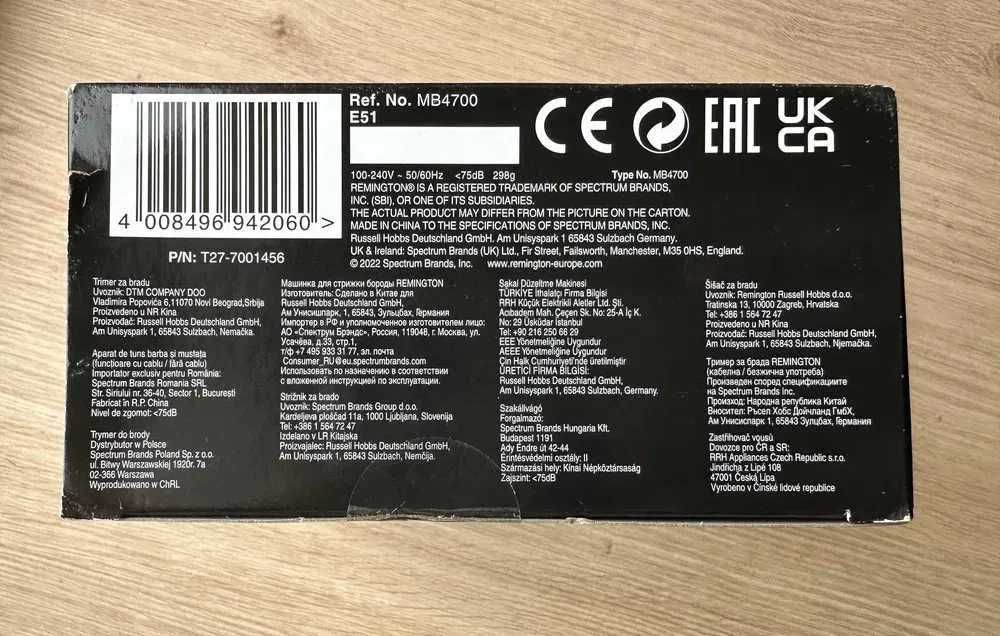 4 008496 942060 >
P/N: T27-7001456
Ref. No. MB4700
E51
CE
EAC
UK
CA
100-240V ~ 50/60Hz <75dB 298g Type No. MB4700
REMINGTON® IS A REGISTERED TRADEMARK OF SPECTRUM BRANDS,
INC. (SBI), OR ONE OF ITS SUBSIDIARIES.
THE ACTUAL PRODUCT MAY DIFFER FROM THE PICTURE ON THE CARTON.
MADE IN CHINA TO THE SPECIFICATIONS OF SPECTRUM BRANDS, INC.
Russell Hobbs Deutschland GmbH. Am Unisyspark 1 65843 Sulzbach Germany.
UK & Ireland: Spectrum Brands (UK) Ltd., Fir Street, Failsworth, Manchester, M35 0HS, England.
© 2022 Spectrum Brands, Inc. www.remington-europe.com
Trimer za bradu
Uvoznik: DTM COMPANY DOO
Vladimira Popovića 6,11070 Novi Beograd,Srbija
Proizvedeno u NR Kina
Proizvođač: Russell Hobbs Deutschland GmbH,
Am Unisyspark 1, 65843 Sulzbach, Nemačka.
Aparat de tuns barba si mustata
(functioare cu cablu / fără cablu)
Importator exclusiv pentru România:
Spectrum Brands Romania SRL
Str. Siriului nr. 36-40, Sector 1, Bucureşti
Fabricat în R.P. China
Nivel de zgomot: <75dB
Trymer do brody
Dystrybutor w Polsce
Spectrum Brands Poland Sp. z o.o.
ul. Bitwy Warszawskiej 1920r. 7a
02-366 Warszawa
Wyprodukowano w ChRL
Машинка для стрижки бороды REMINGTON
Изготовитель: Сделано в Китае для
Russell Hobbs Deutschland GmbH,
Ам Унисишпарк, 1, 65843, Зульцбах, Германия
Импортер в РФ и уполномоченное изготовителем лицо:
АО «Спектрум Брэндс», Россия, 119048, г. Москва, ул.
Усачёва, д.33, стр.1,
т/ф +7 495 933 31 77, эл. почта
Consumer_RU@eu.spectrumbrands.com
Использовать по назначению в соответствии
с вложенной инструкцией по эксплуатации.
Strižnik za brado
Uvoznik: Spectrum Brands Group d.o.o.
Kardeljeva ploščad 11a, 1000 Ljubljana, Slovenija
Tel: +386 1 564 72 47
Izdelano v LR Kitajska
Proizvajalec: Russell Hobbs Deutschland GmbH,
Am Unisyspark 1, 65843 Sulzbach, Nemčija.
Sakal Düzeltme Makinesi
TÜRKİYE İthalatçı Firma Bilgisi
RRH Küçük Elektrikli Aletler Ltd. Şti.
Acıbadem Mah. Çeçen Sk. No: 25-A İç K.
No: 29 Üsküdar İstanbul
Tel: +90 216 250 66 29
EEE Yönetmeliğine Uygundur
AEEE Yönetmeliğine Uygundur
Çin Halk Cumhuriyeti'nde üretilmiştir
ÜRETİCİ FİRMA BİLGİSİ:
Russell Hobbs Deutschland GmbH,
Am Unisyspark 1, 65843 Sulzbach, Germany.
Szakállvágó
Forgalmazó:
Spectrum Brands Hungaria Kft.
Budapest 1191
Ady Endre út 42-44
Érintésvédelmi osztály: II
Származási hely: Kínai Népköztársaság
Zajszint: <75dB
Šišač za bradu
Uvoznik: Remington Russell Hobbs d.o.o.
Tratinska 13, 10000 Zagreb, Hrvatska
Tel: +386 1 564 72 47
Proizvedeno u NR Kina
Proizvođač: Russell Hobbs Deutschland GmbH,
Am Unisyspark 1, 65843 Sulzbach, Njemačka.
Тример за брада REMINGTON
(кабелна / безжична употреба)
Произведен според спецификациите
на Spectrum Brands Inc.
Произход: Народна република Китай
Вносител: Ръсел Хобс Дойчланд ГмбХ,
Ам Унисиспарк 1, 65843 Зулцбах, Германия
Zastřihovač vousů
Dovozce pro ČR a SR:
RRH Appliances Czech Republic s.r.o.
Jindřicha z Lipé 108
47001 Česká Lípa
Vyrobeno v Čínské lidové republice